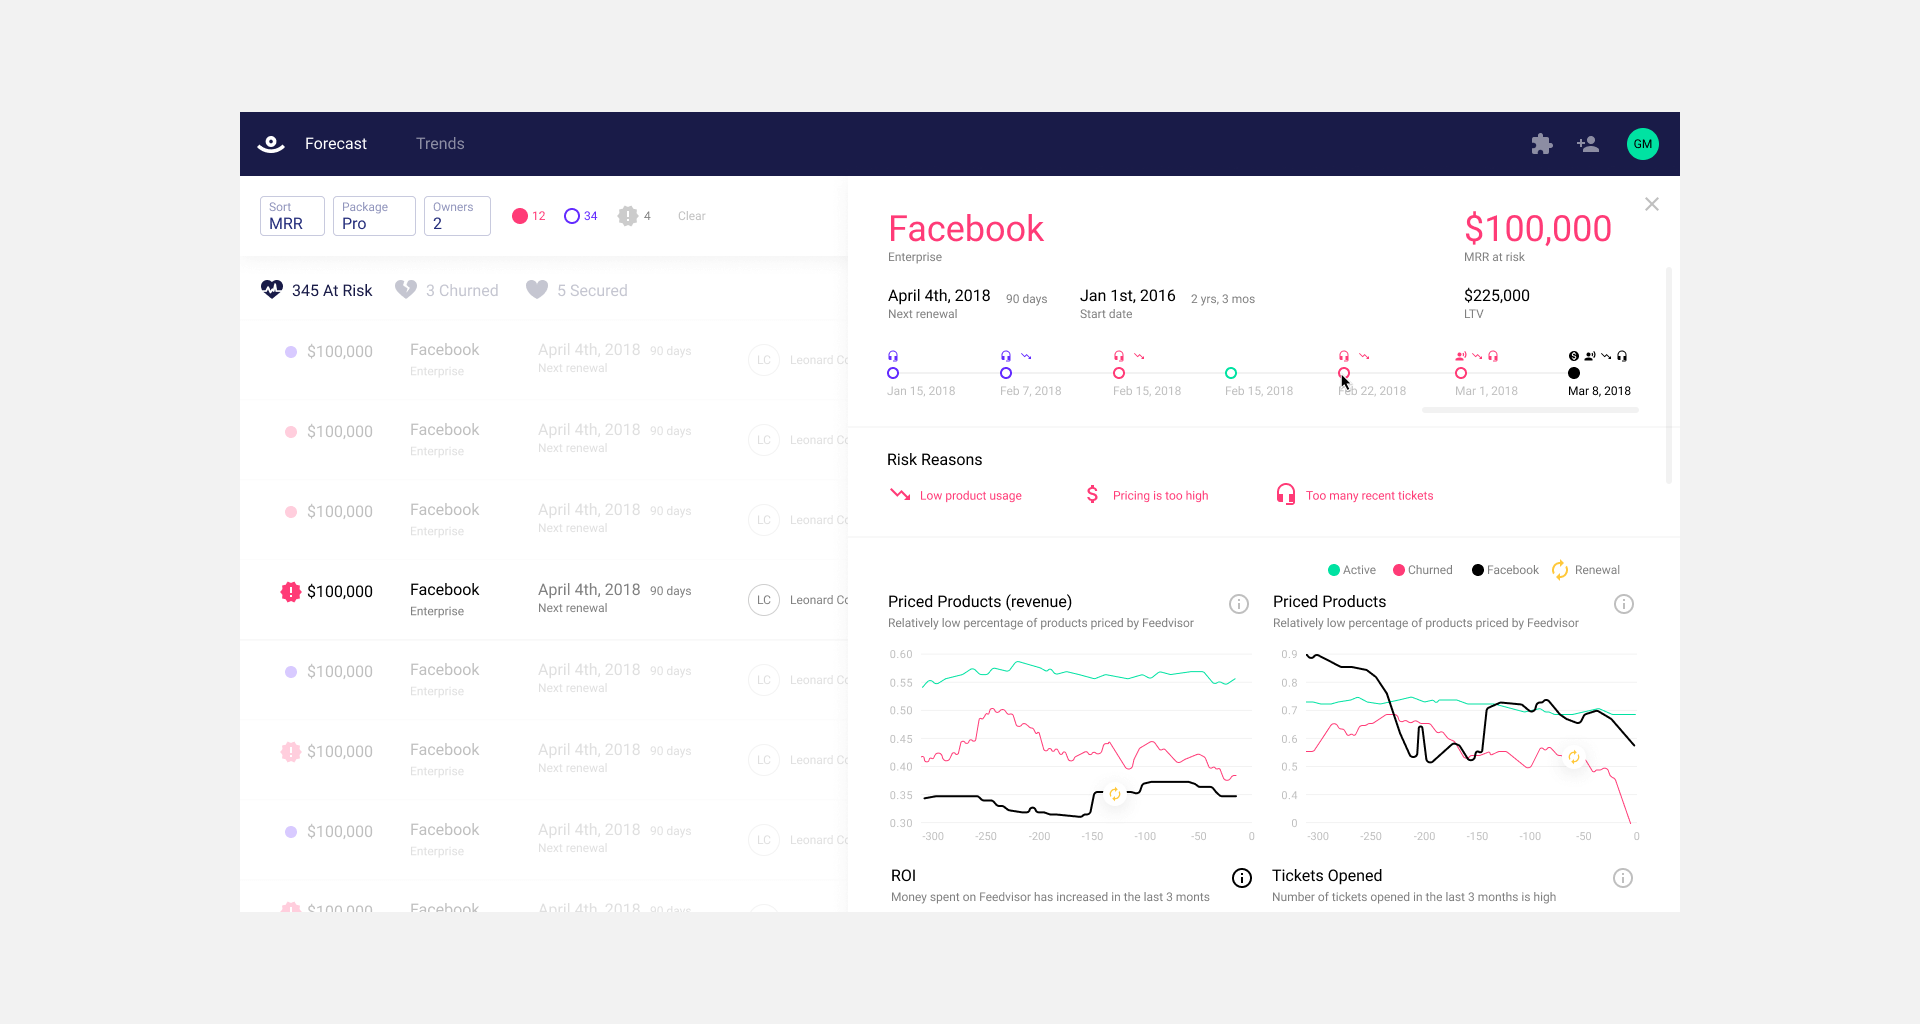 Forecast
Trends
GM
Sort
MRR
Package
Pro
Owners
2
12
34
4
Clear
345 At Risk
3 Churned
5 Secured
$100,000
Facebook
Enterprise
April 4th, 2018 90 days
Next renewal
LC
Leonard Co
$100,000
Facebook
Enterprise
April 4th, 2018 90 days
Next renewal
LC
Leonard Co
$100,000
Facebook
Enterprise
April 4th, 2018 90 days
Next renewal
LC
Leonard Co
$100,000
Facebook
Enterprise
April 4th, 2018 90 days
Next renewal
LC
Leonard Co
$100,000
Facebook
Enterprise
April 4th, 2018 90 days
Next renewal
LC
Leonard Co
$100,000
Facebook
Enterprise
April 4th, 2018 90 days
Next renewal
LC
Leonard Co
$100,000
Facebook
Enterprise
April 4th, 2018 90 days
Next renewal
LC
Leonard Co
$100,000
Facebook
April 4th, 2018 90 days
Facebook
Enterprise
$100,000
MRR at risk
April 4th, 2018 90 days
Next renewal
Jan 1st, 2016 2 yrs, 3 mos
Start date
$225,000
LTV
Jan 15, 2018
Feb 7, 2018
Feb 15, 2018
Feb 15, 2018
Feb 22, 2018
Mar 1, 2018
Mar 8, 2018
Risk Reasons
Low product usage
Pricing is too high
Too many recent tickets
Active
Churned
Facebook
Renewal
Priced Products (revenue)
Relatively low percentage of products priced by Feedvisor
0.60
0.55
0.50
0.45
0.40
0.35
0.30
-300 -250 -200 -150 -100 -50 0
Priced Products
Relatively low percentage of products priced by Feedvisor
0.9
0.8
0.7
0.6
0.5
0.4
0
-300 -250 -200 -150 -100 -50 0
ROI
Money spent on Feedvisor has increased in the last 3 monts
Tickets Opened
Number of tickets opened in the last 3 months is high